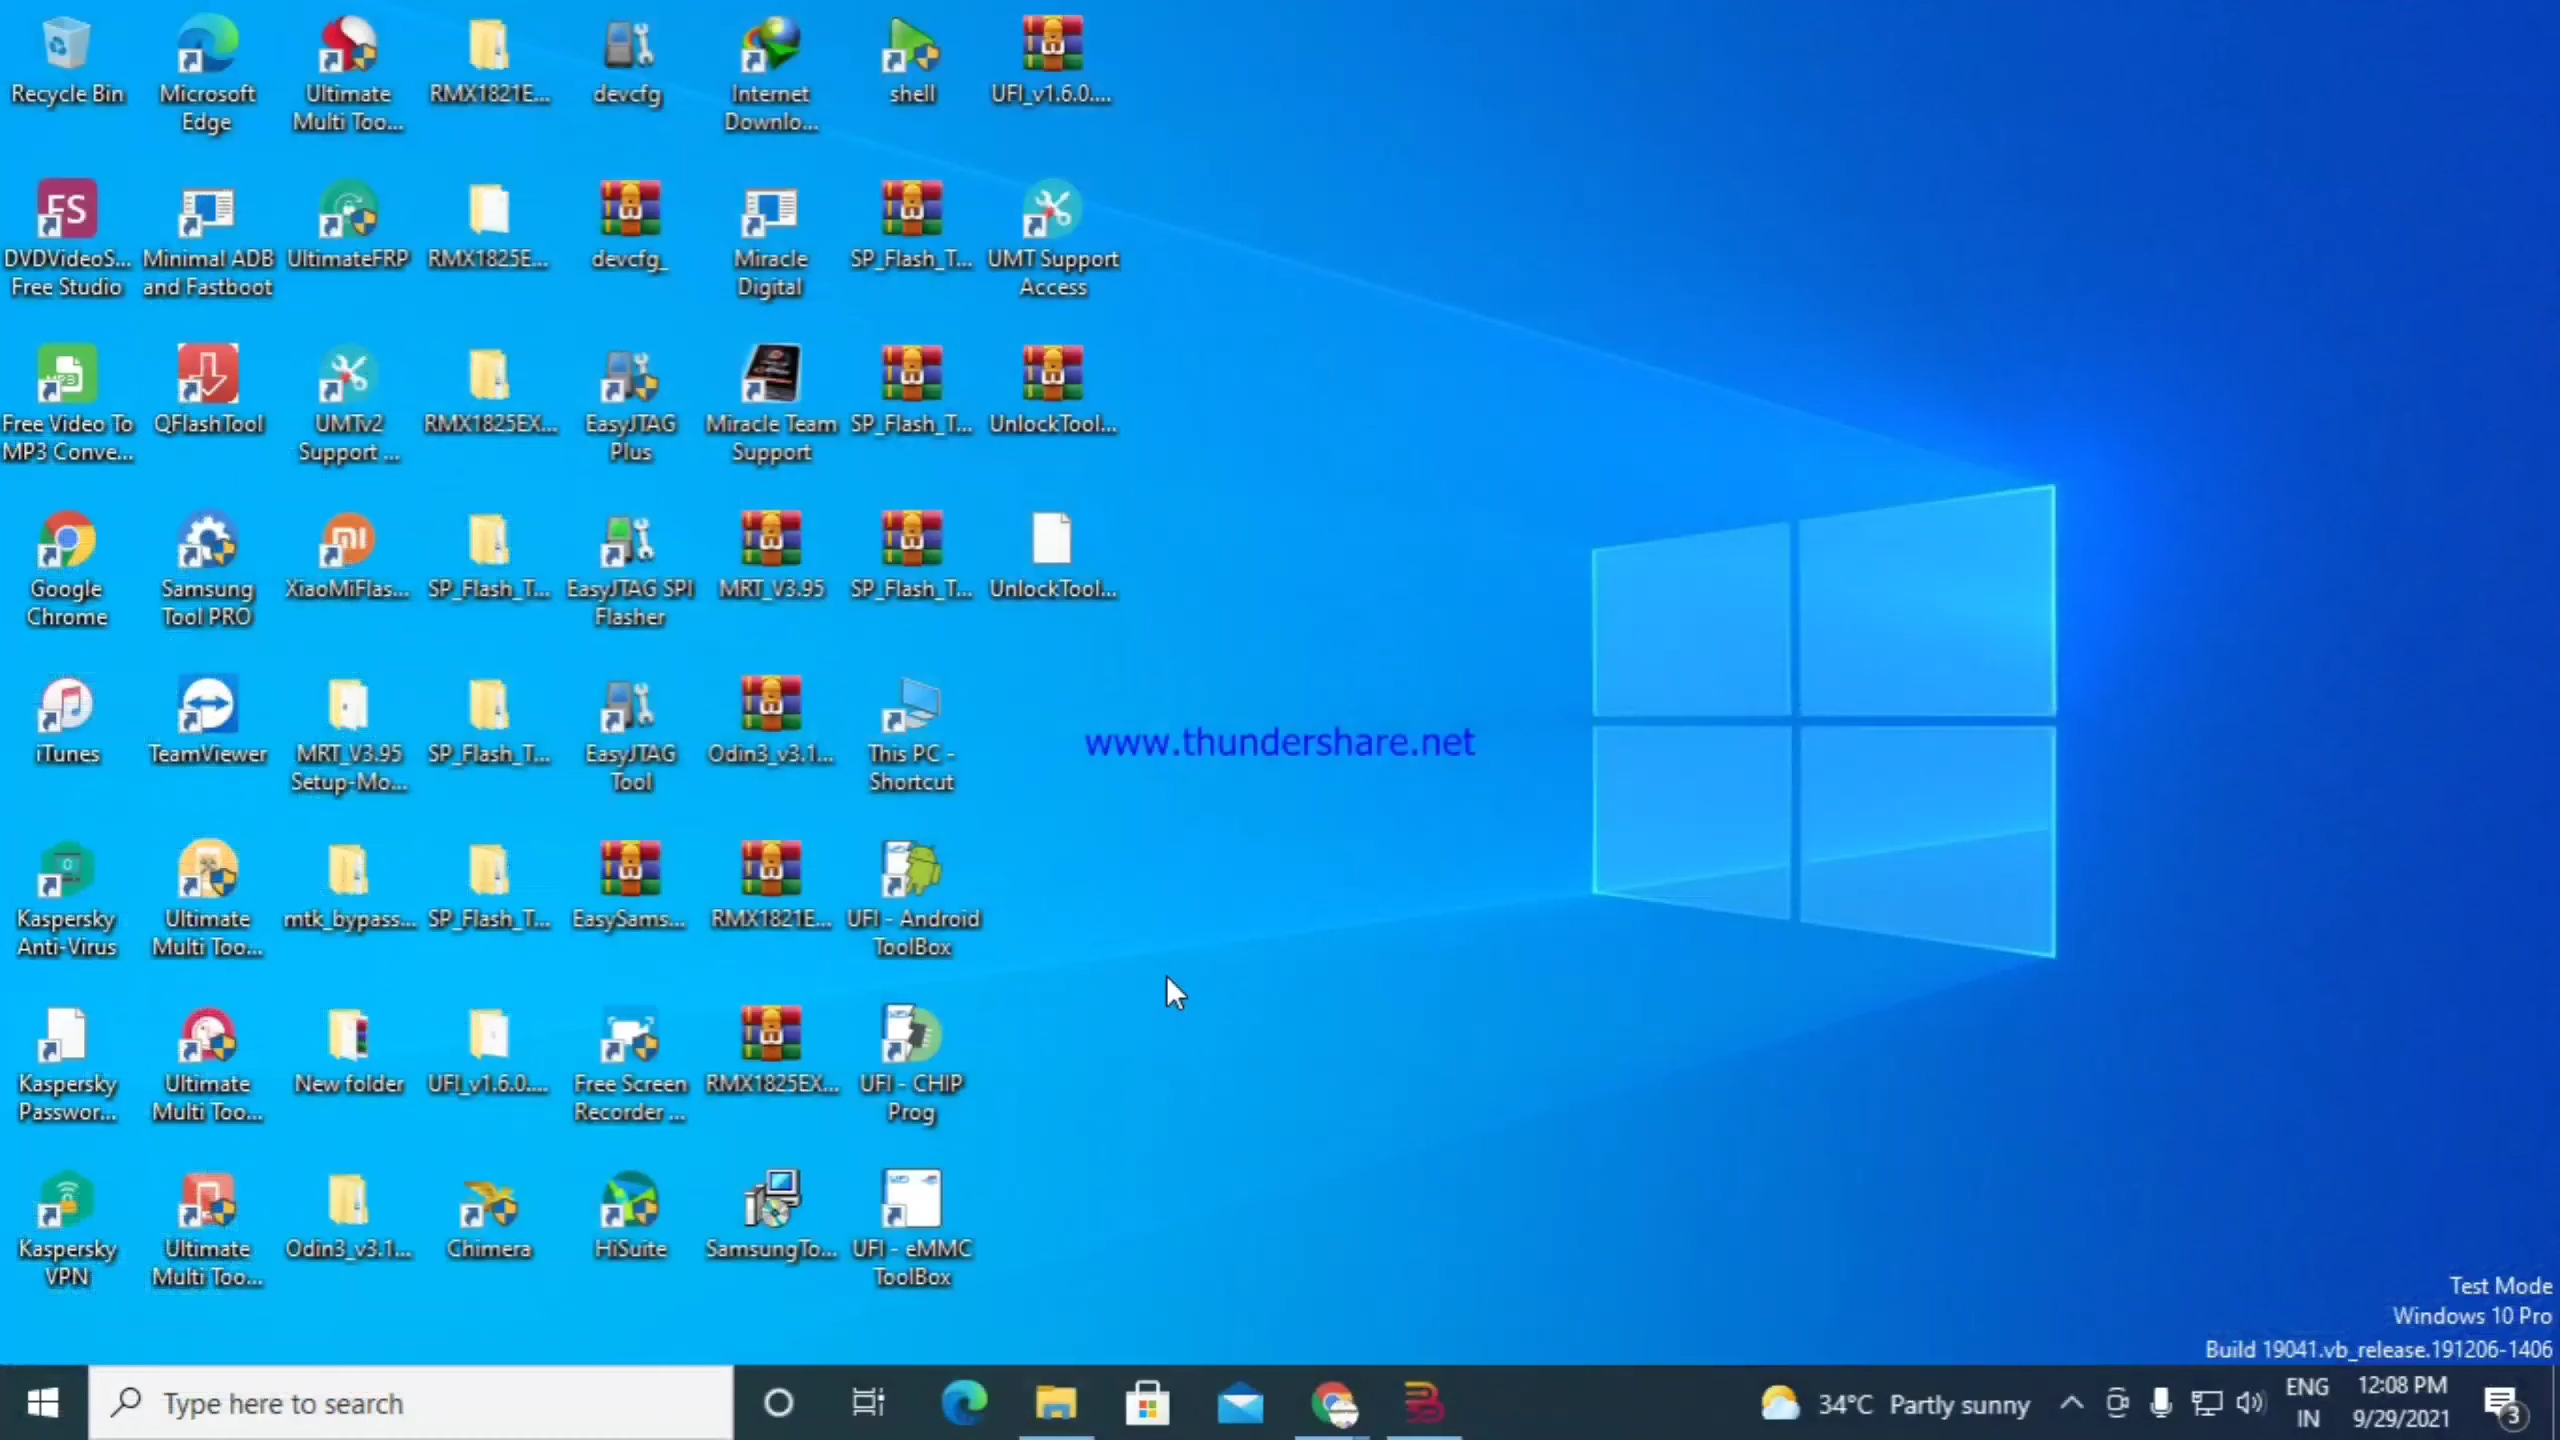 Recycle Bin
Microsoft
Edge
Ultimate
Multi Too...
RMX1821E...
devcfg
Internet
Downlo...
shell
UFI_v1.6.0....
FS
DVDVideoS...
Free Studio
Minimal ADB
and Fastboot
UltimateFRP
RMX1825E...
devcfg_
Miracle
Digital
SP_Flash_T...
UMT Support
Access
MP3
Free Video To
MP3 Conve...
QFlashTool
UMTv2
Support ...
RMX1825EX...
EasyJTAG
Plus
Miracle Team
Support
SP_Flash_T...
UnlockTool...
Google
Chrome
Samsung
Tool PRO
XiaoMiFlas...
SP_Flash_T...
EasyJTAG SPI
Flasher
MRT_V3.95
SP_Flash_T...
UnlockTool...
iTunes
TeamViewer
MRT_V3.95
Setup-Mo...
SP_Flash_T...
EasyJTAG
Tool
Odin3_v3.1...
This PC -
Shortcut
www.thundershare.net
Kaspersky
Anti-Virus
Ultimate
Multi Too...
mtk_bypass...
SP_Flash_T...
EasySams...
RMX1821E...
UFI - Android
ToolBox
Kaspersky
Passwor...
Ultimate
Multi Too...
New folder
UFI_v1.6.0....
Free Screen
Recorder ...
RMX1825EX...
UFI - CHIP
Prog
Kaspersky
VPN
Ultimate
Multi Too...
Odin3_v3.1...
Chimera
HiSuite
SamsungTo...
UFI - eMMC
ToolBox
Test Mode
Windows 10 Pro
Build 19041.vb_release.191206-1406
Type here to search
34°C Partly sunny
ENG
IN
12:08 PM
9/29/2021
3